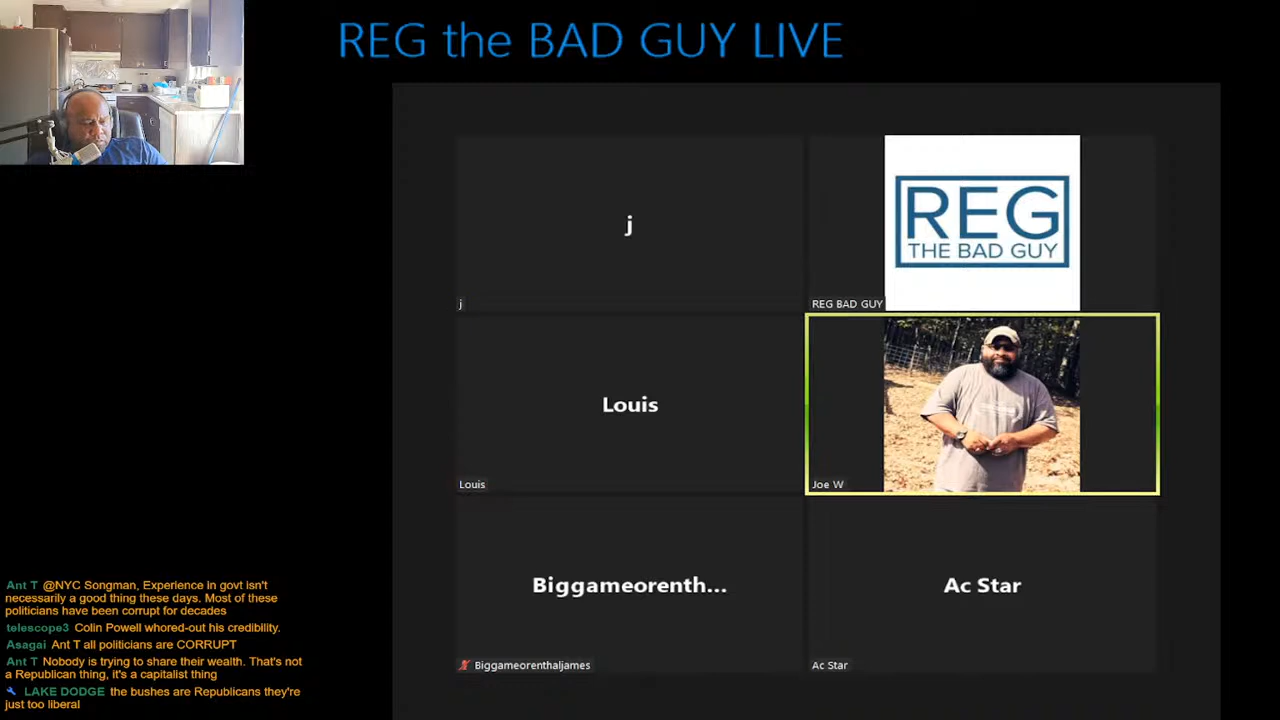 REG the BAD GUY LIVE
j
j
REG
THE BAD GUY
REG BAD GUY
Louis
Louis
Joe W
Biggameorenth...
Biggameorenthaljames
Ac Star
Ac Star
Ant T @NYC Songman, Experience in govt isn't
necessarily a good thing these days. Most of these
politicians have been corrupt for decades
telescope3 Colin Powell whored-out his credibility.
Asagai Ant T all politicians are CORRUPT
Ant T Nobody is trying to share their wealth. That's not
a Republican thing, it's a capitalist thing
LAKE DODGE the bushes are Republicans they're
just too liberal